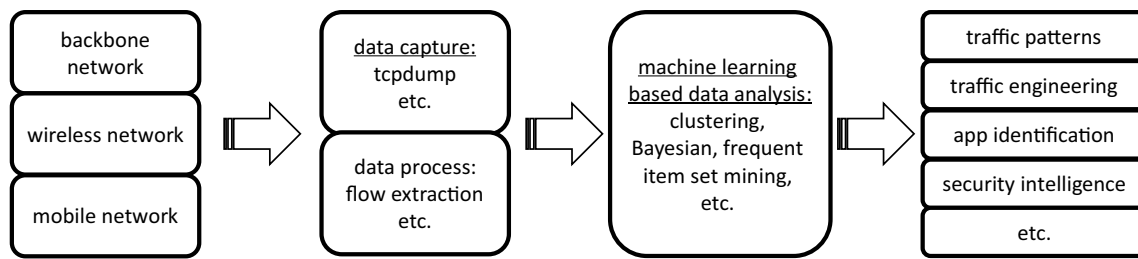 backbone
network
wireless network
mobile network
data capture:
tcpdump
etc.
data process:
flow extraction
etc.
machine learning
based data analysis:
clustering,
Bayesian, frequent
item set mining,
etc.
traffic patterns
traffic engineering
app identification
security intelligence
etc.